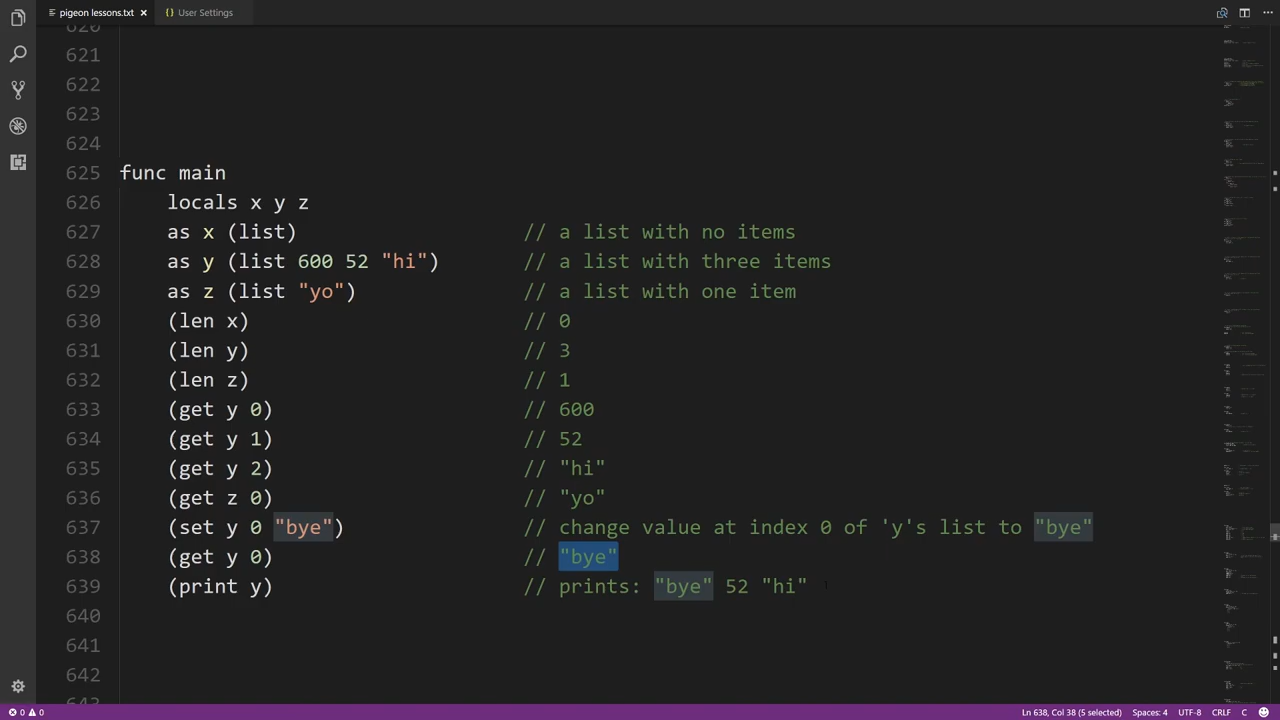 pigeon lessons.txt × {} User Settings
620
621
622
623
624
625 func main
626 locals x y z
627 as x (list) // a list with no items
628 as y (list 600 52 "hi") // a list with three items
629 as z (list "yo") // a list with one item
630 (len x) // 0
631 (len y) // 3
632 (len z) // 1
633 (get y 0) // 600
634 (get y 1) // 52
635 (get y 2) // "hi"
636 (get z 0) // "yo"
637 (set y 0 "bye") // change value at index 0 of 'y's list to "bye"
638 (get y 0) // "bye"
639 (print y) // prints: "bye" 52 "hi"
640
641
642
643
0 0 Ln 638, Col 38 (5 selected) Spaces: 4 UTF-8 CRLF C